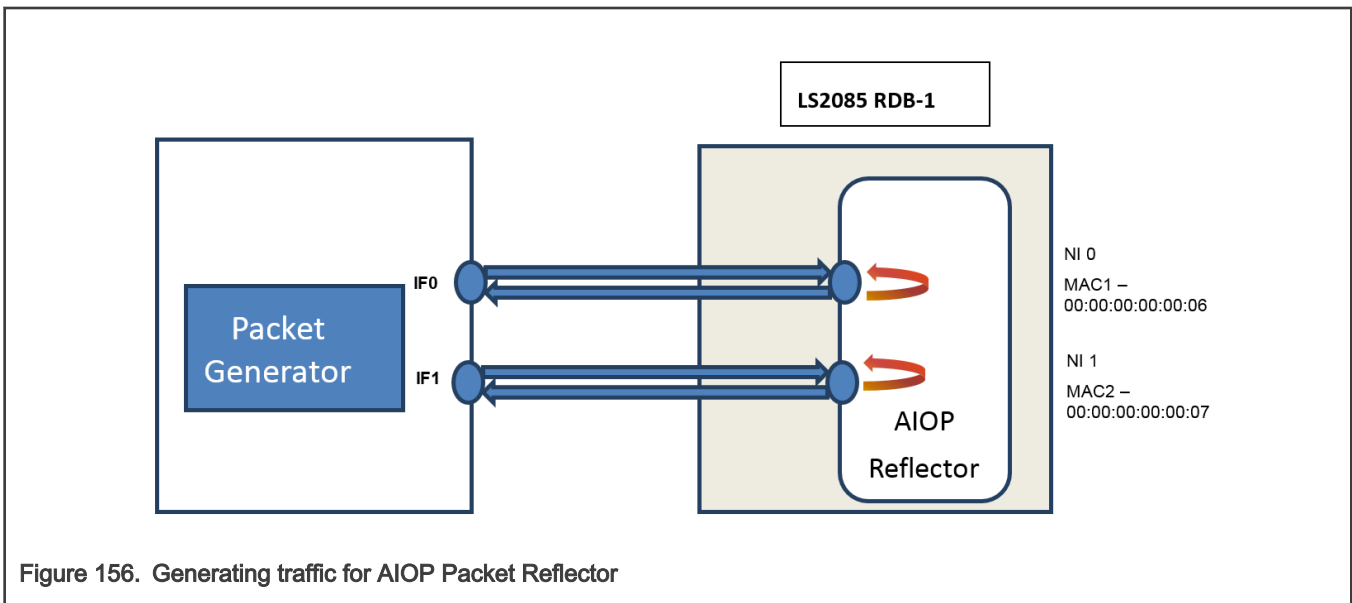 LS2085 RDB-1
IF0
Packet
Generator
IF1
NI 0
MAC1 –
00:00:00:00:00:06
NI 1
MAC2 –
00:00:00:00:00:07
AIOP
Reflector
Figure 156. Generating traffic for AIOP Packet Reflector